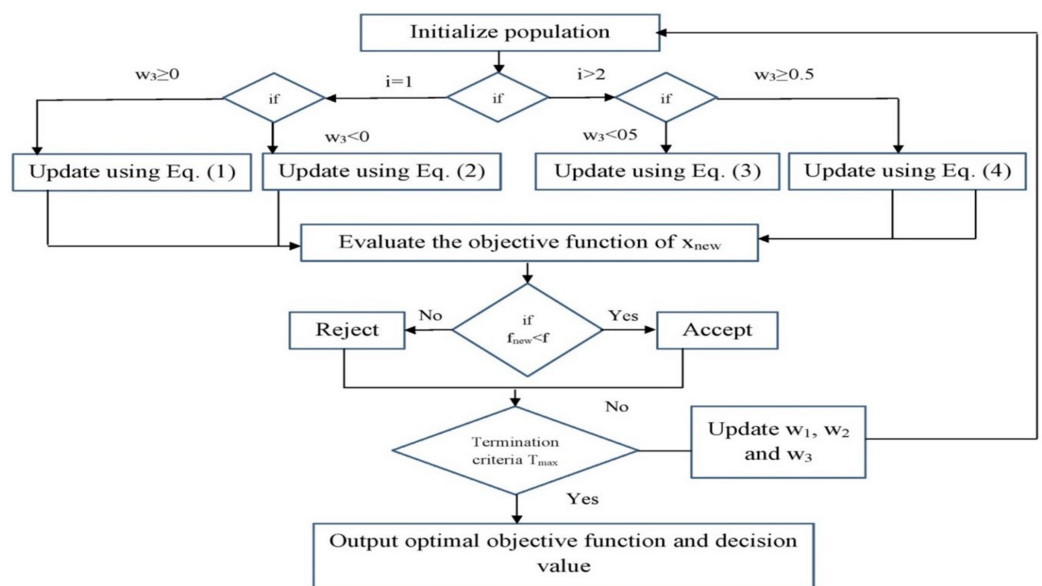 Initialize population
w₃≥0
i=1
i>2
w₃≥0.5
if
if
if
w₃<0
w₃<05
Update using Eq. (1)
Update using Eq. (2)
Update using Eq. (3)
Update using Eq. (4)
Evaluate the objective function of xₙₑw
No
if
fₙₑw<f
Yes
Reject
Accept
No
Termination
criteria Tₘₐₓ
Update w₁, w₂
and w₃
Yes
Output optimal objective function and decision
value